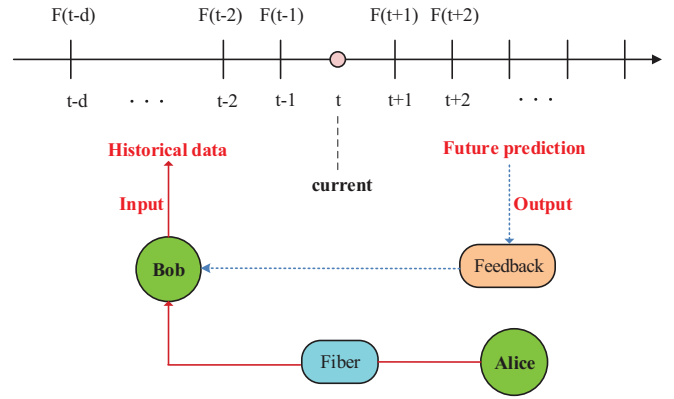 F(t-d) F(t-2) F(t-1) F(t+1) F(t+2)
t-d · · · t-2 t-1 t t+1 t+2 · · ·
Historical data Future prediction
current
Input Output
Bob Feedback
Fiber Alice